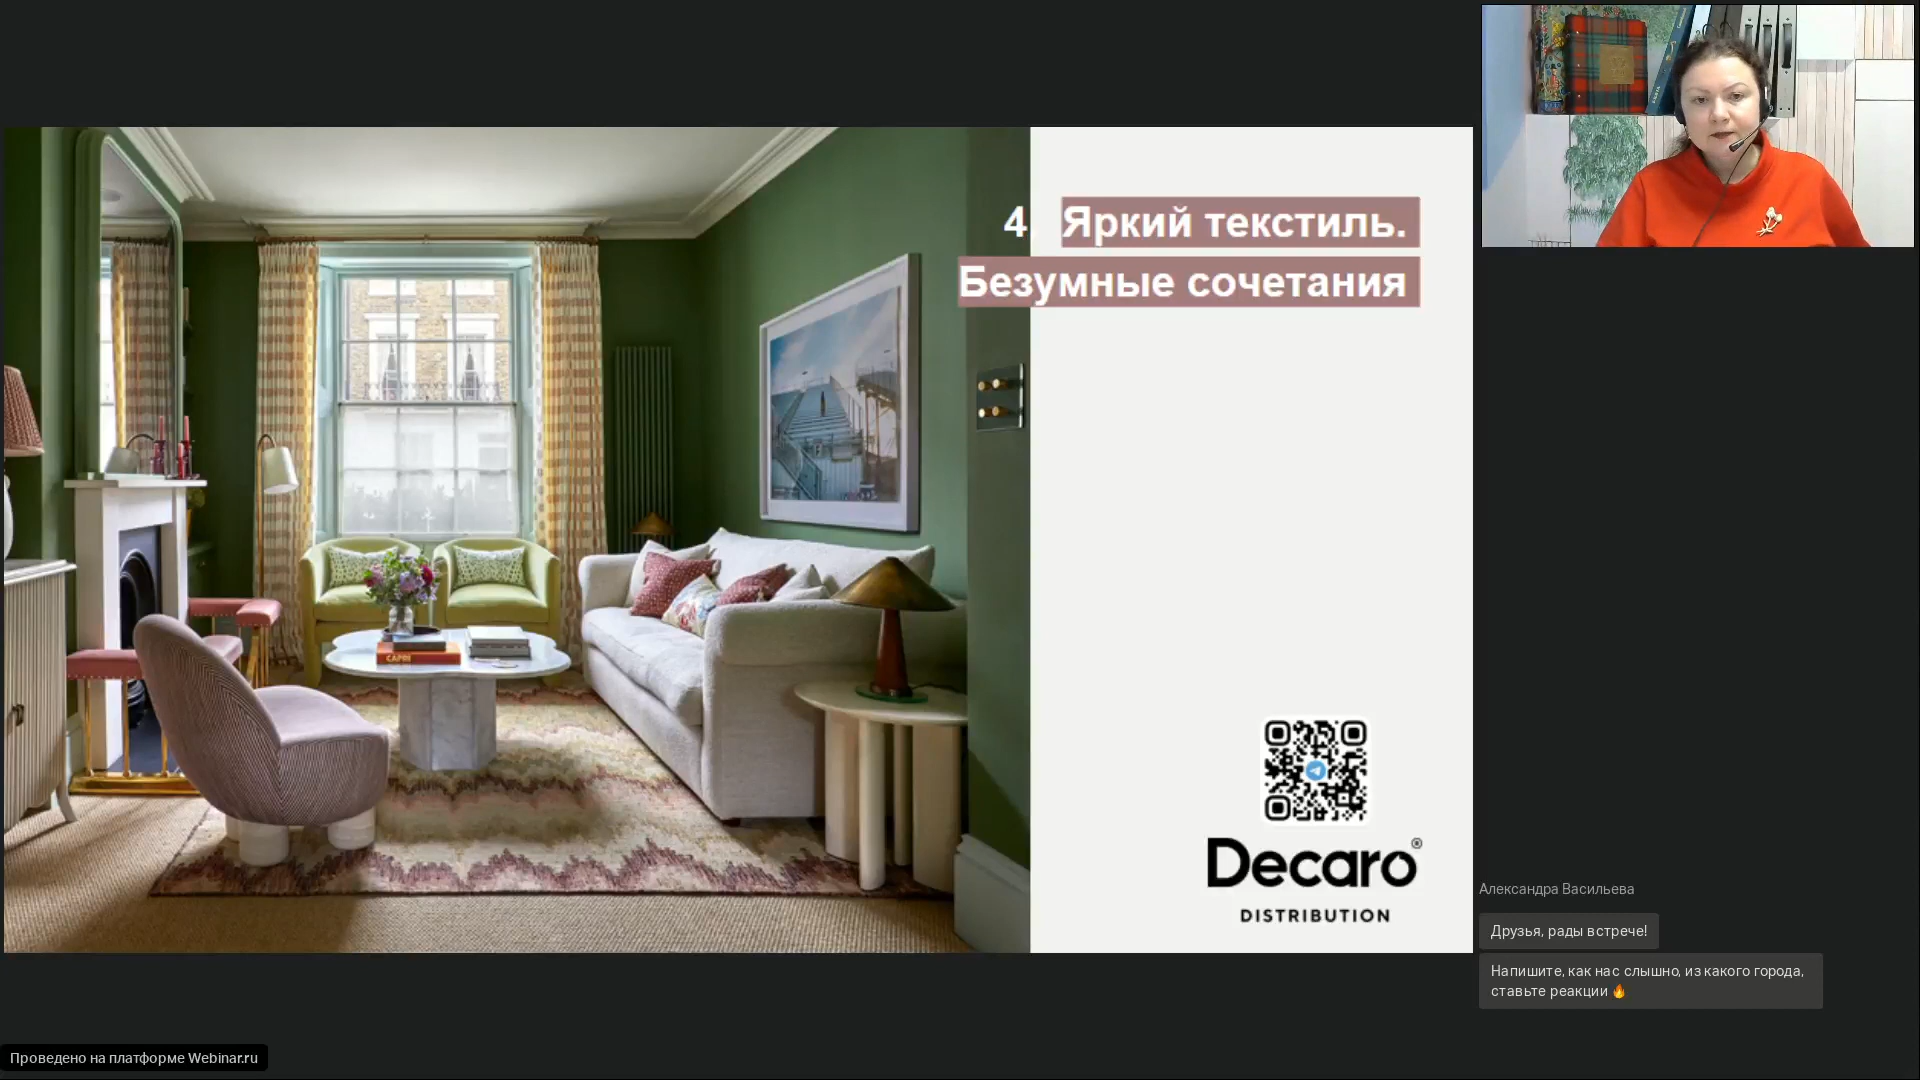 4. Яркий текстиль.
Безумные сочетания
CAPRI
Decaro®
DISTRIBUTION
Александра Васильева
Друзья, рады встрече!
Напишите, как нас слышно, из какого города,
ставьте реакции 🔥
Проведено на платформе Webinar.ru